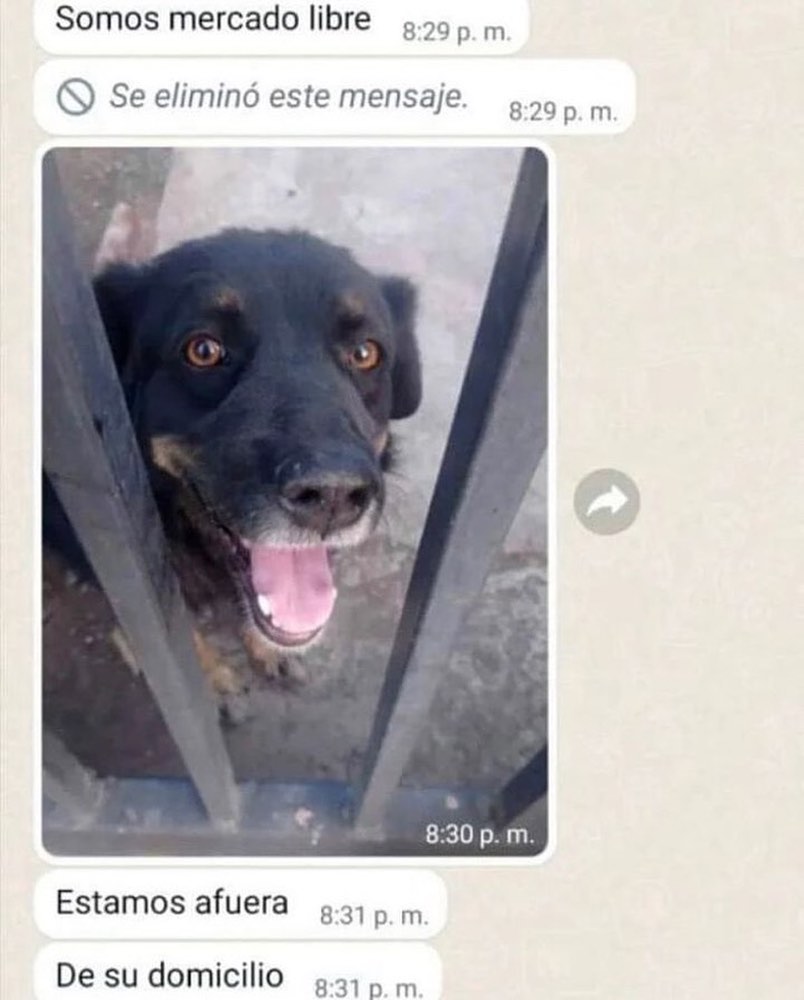 Somos mercado libre 8:29 p. m.
Se eliminó este mensaje. 8:29 p. m.
8:30 p. m.
Estamos afuera 8:31 p. m.
De su domicilio 8:31 p. m.